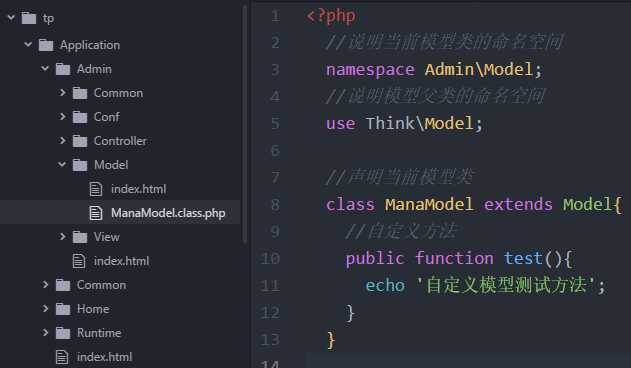 tp
Application
Admin
Common
Conf
Controller
Model
index.html
ManaModel.class.php
View
index.html
Common
Home
Runtime
index.html
1 <?php
2 //说明当前模型类的命名空间
3 namespace Admin\Model;
4 //说明模型父类的命名空间
5 use Think\Model;
6
7 //声明当前模型类
8 class ManaModel extends Model{
9 //自定义方法
10 public function test(){
11 echo '自定义模型测试方法';
12 }
13 }
14